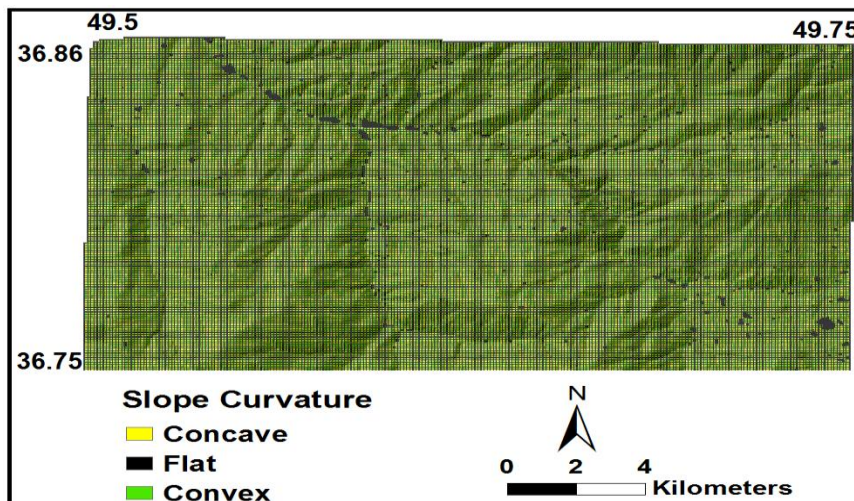 49.5
49.75
36.86
36.75
Slope Curvature
Concave
Flat
Convex
N
0 2 4
Kilometers